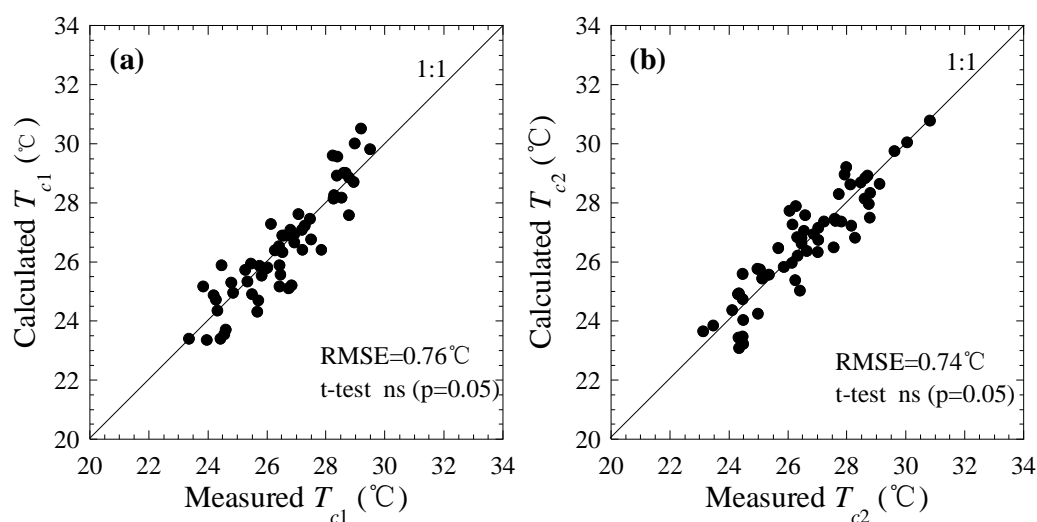 (a)
1:1
34
32
30
28
26
24
22
20
Calculated T_c1 (℃)
RMSE=0.76℃
t-test ns (p=0.05)
20 22 24 26 28 30 32 34
Measured T_c1 (℃)
(b)
1:1
34
32
30
28
26
24
22
20
Calculated T_c2 (℃)
RMSE=0.74℃
t-test ns (p=0.05)
20 22 24 26 28 30 32 34
Measured T_c2 (℃)